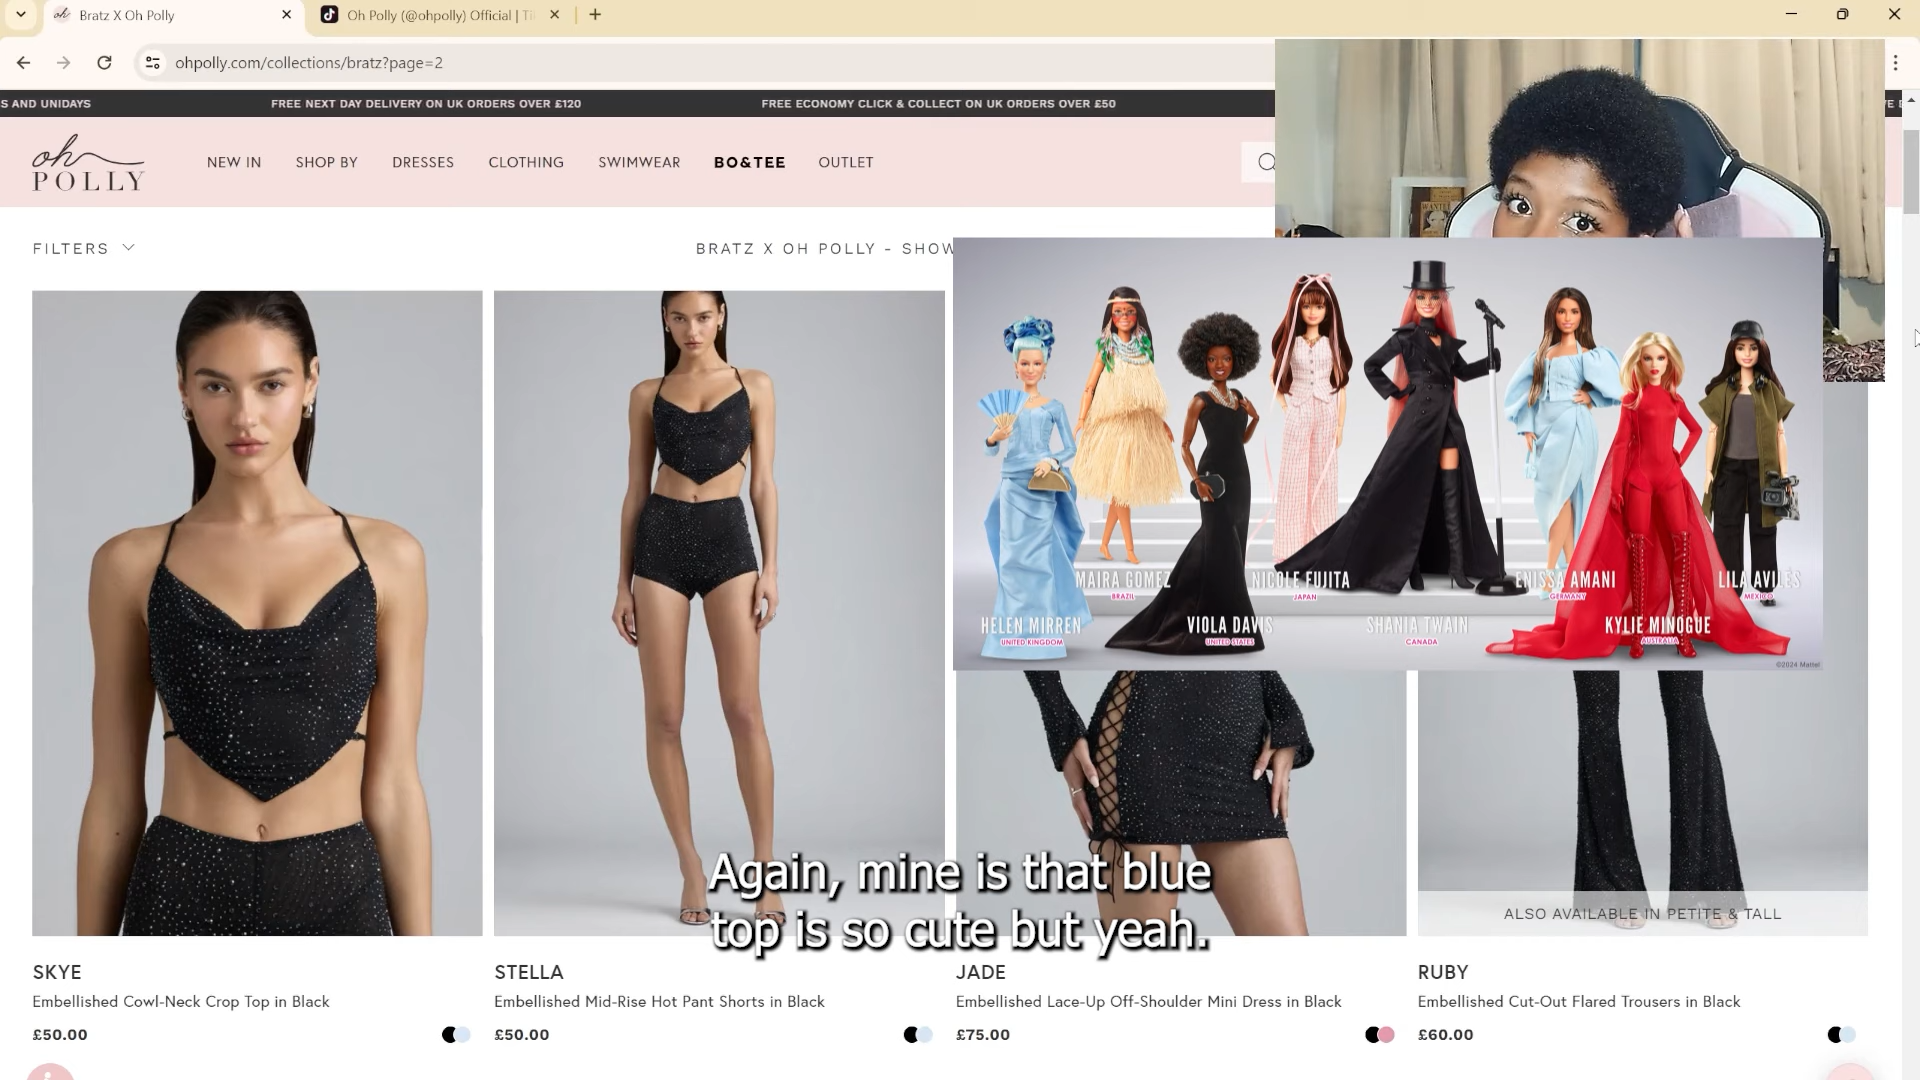 Bratz X Oh Polly
Oh Polly (@ohpolly) Official | Ti
ohpolly.com/collections/bratz?page=2
S AND UNIDAYS
FREE NEXT DAY DELIVERY ON UK ORDERS OVER £120
FREE ECONOMY CLICK & COLLECT ON UK ORDERS OVER £50
oh
POLLY
NEW IN
SHOP BY
DRESSES
CLOTHING
SWIMWEAR
BO&TEE
OUTLET
WANTED
FILTERS
BRATZ X OH POLLY - SHOW
MAIRA GOMEZ
BRAZIL
NICOLE FUJITA
JAPAN
ENISSA AMANI
GERMANY
LILA AVILÉS
MEXICO
HELEN MIRREN
UNITED KINGDOM
VIOLA DAVIS
UNITED STATES
SHANIA TWAIN
CANADA
KYLIE MINOGUE
AUSTRALIA
©2024 Mattel
Again, mine is that blue
top is so cute but yeah.
ALSO AVAILABLE IN PETITE & TALL
SKYE
Embellished Cowl-Neck Crop Top in Black
£50.00
STELLA
Embellished Mid-Rise Hot Pant Shorts in Black
£50.00
JADE
Embellished Lace-Up Off-Shoulder Mini Dress in Black
£75.00
RUBY
Embellished Cut-Out Flared Trousers in Black
£60.00